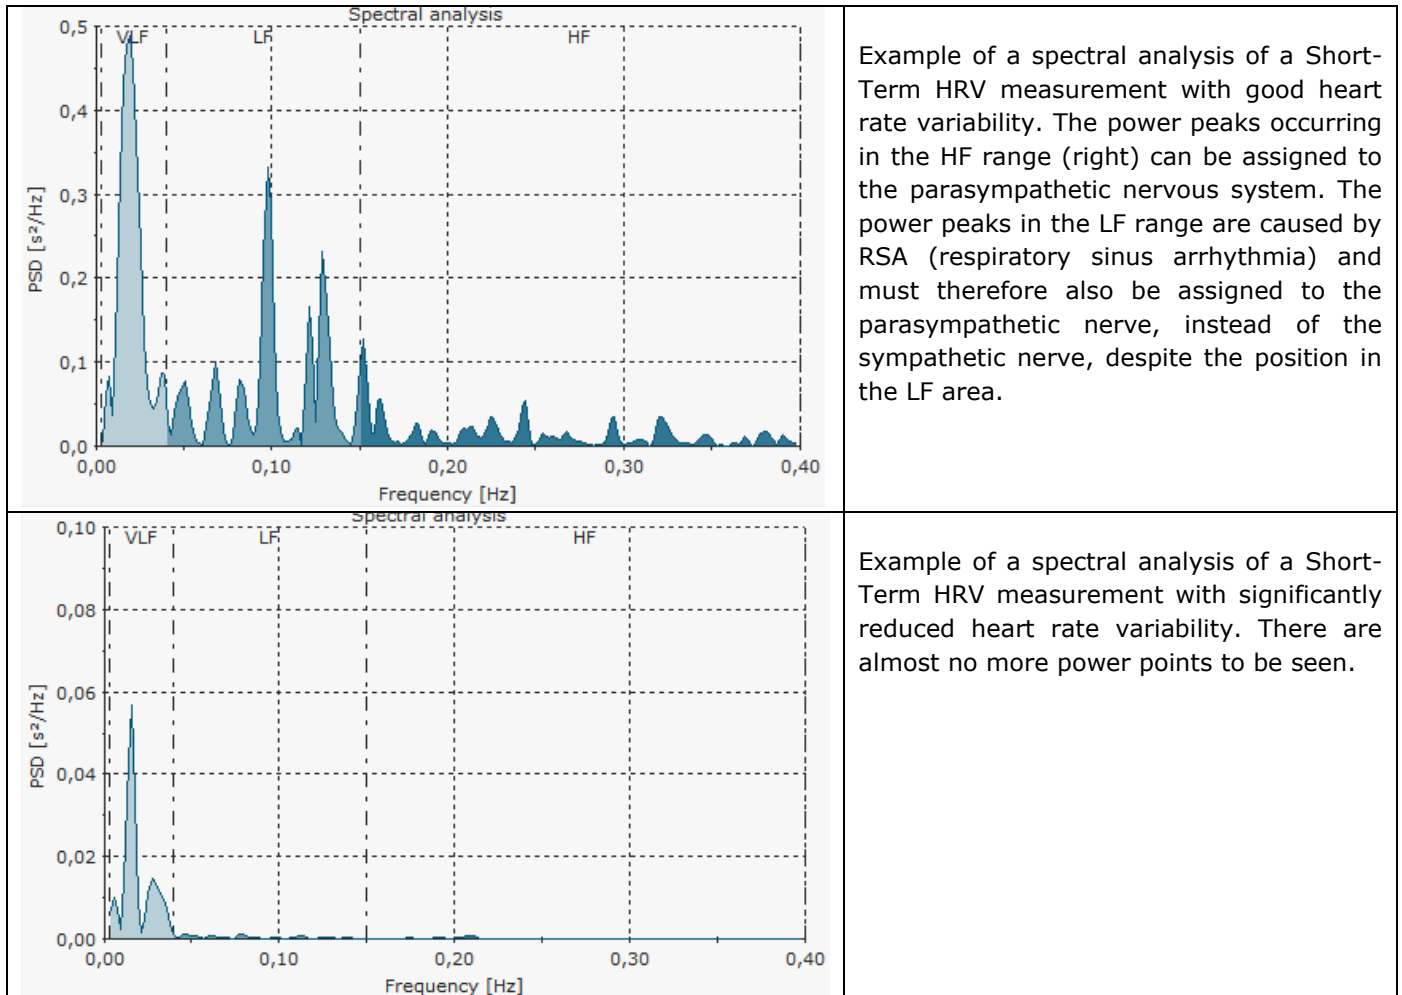 Spectral analysis
0,5
VLF
LF
HF
0,4
0,3
0,2
0,1
0,0
PSD [s²/Hz]
0,00
0,10
0,20
0,30
0,40
Frequency [Hz]
Example of a spectral analysis of a Short-
Term HRV measurement with good heart
rate variability. The power peaks occurring
in the HF range (right) can be assigned to
the parasympathetic nervous system. The
power peaks in the LF range are caused by
RSA (respiratory sinus arrhythmia) and
must therefore also be assigned to the
parasympathetic nerve, instead of the
sympathetic nerve, despite the position in
the LF area.
Spectral analysis
0,10
VLF
LF
HF
0,08
0,06
0,04
0,02
0,00
PSD [s²/Hz]
0,00
0,10
0,20
0,30
0,40
Frequency [Hz]
Example of a spectral analysis of a Short-
Term HRV measurement with significantly
reduced heart rate variability. There are
almost no more power points to be seen.